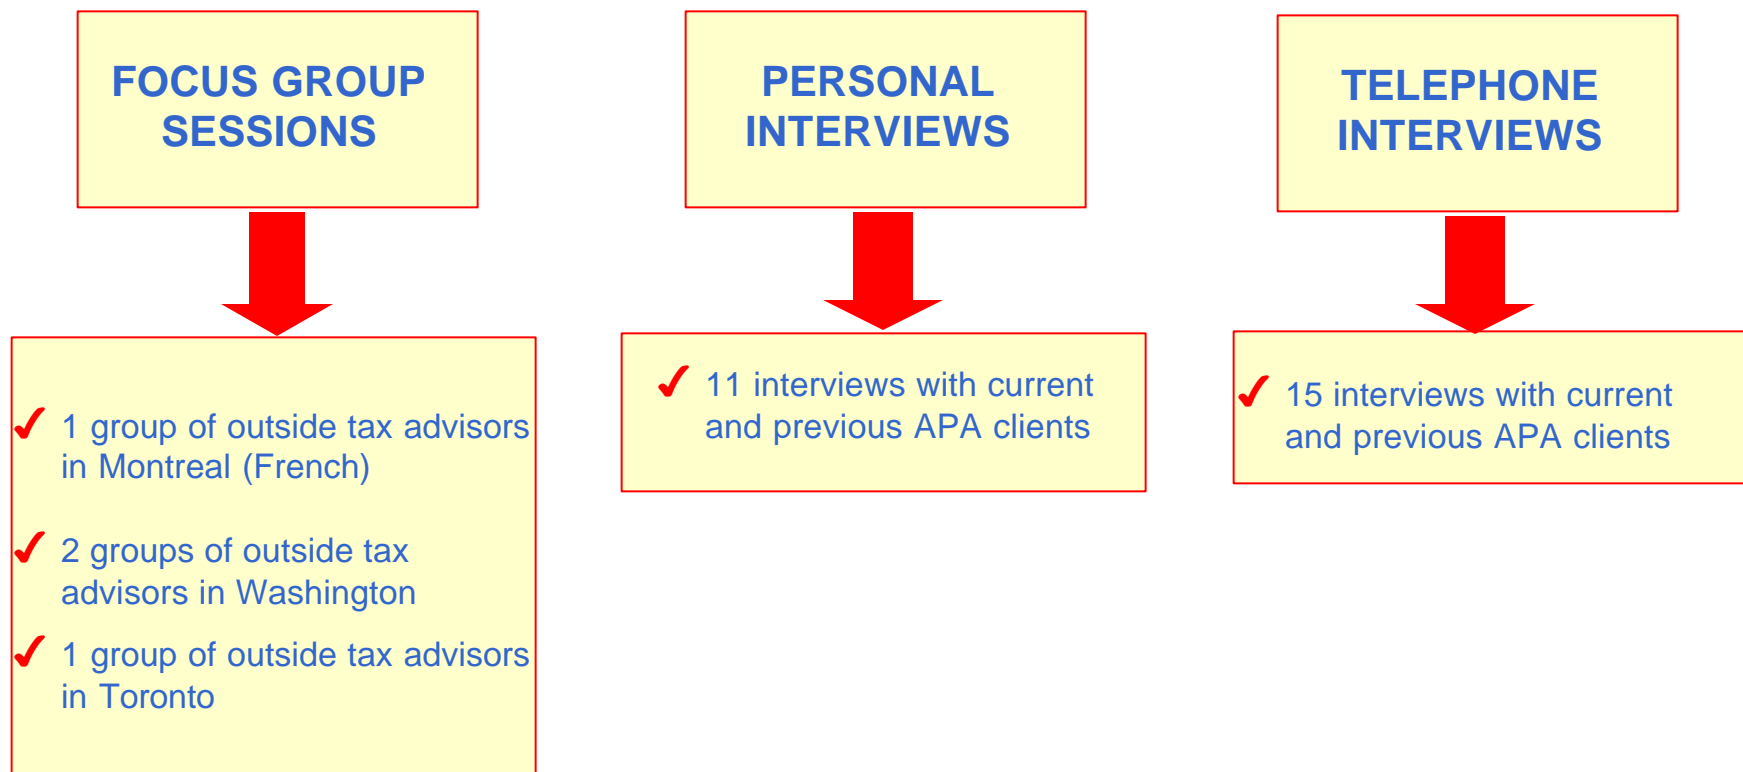 FOCUS GROUP
SESSIONS
✓ 1 group of outside tax advisors
in Montreal (French)
✓ 2 groups of outside tax
advisors in Washington
✓ 1 group of outside tax advisors
in Toronto
PERSONAL
INTERVIEWS
✓ 11 interviews with current
and previous APA clients
TELEPHONE
INTERVIEWS
✓ 15 interviews with current
and previous APA clients